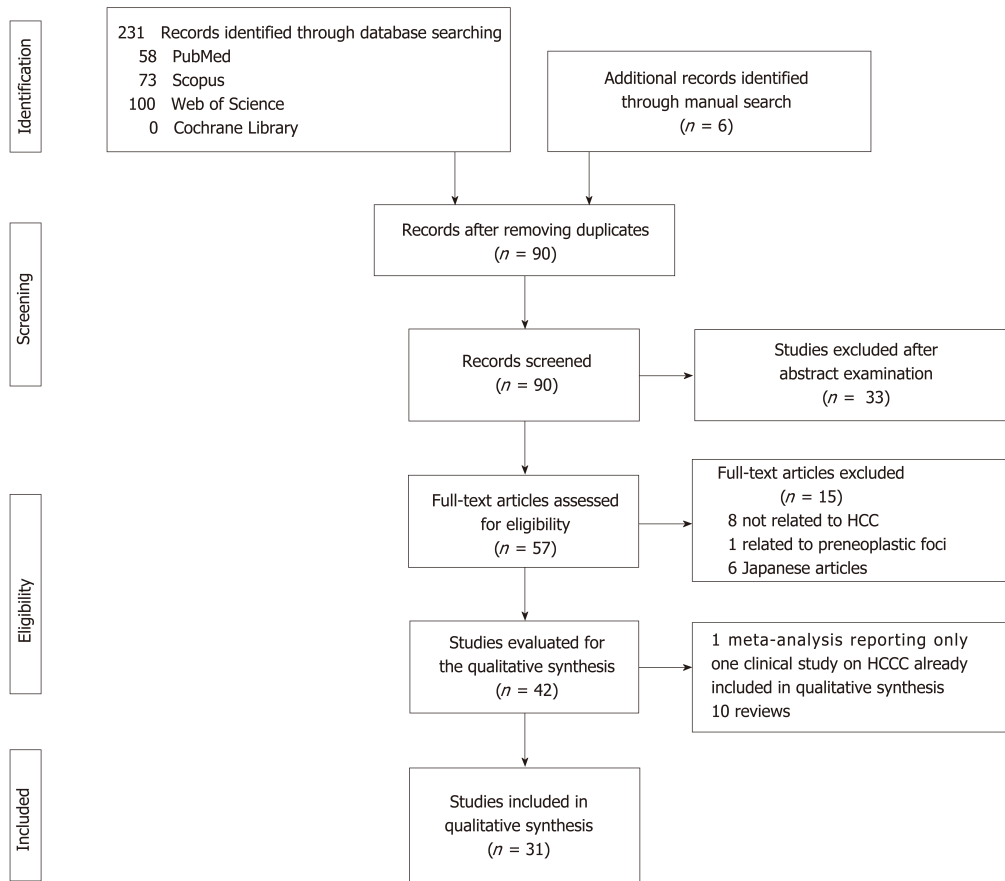 Identification
231 Records identified through database searching
58 PubMed
73 Scopus
100 Web of Science
0 Cochrane Library
Additional records identified
through manual search
(n = 6)
Screening
Records after removing duplicates
(n = 90)
Records screened
(n = 90)
Studies excluded after
abstract examination
(n = 33)
Eligibility
Full-text articles assessed
for eligibility
(n = 57)
Full-text articles excluded
(n = 15)
8 not related to HCC
1 related to preneoplastic foci
6 Japanese articles
Studies evaluated for
the qualitative synthesis
(n = 42)
1 meta-analysis reporting only
one clinical study on HCCC already
included in qualitative synthesis
10 reviews
Included
Studies included in
qualitative synthesis
(n = 31)